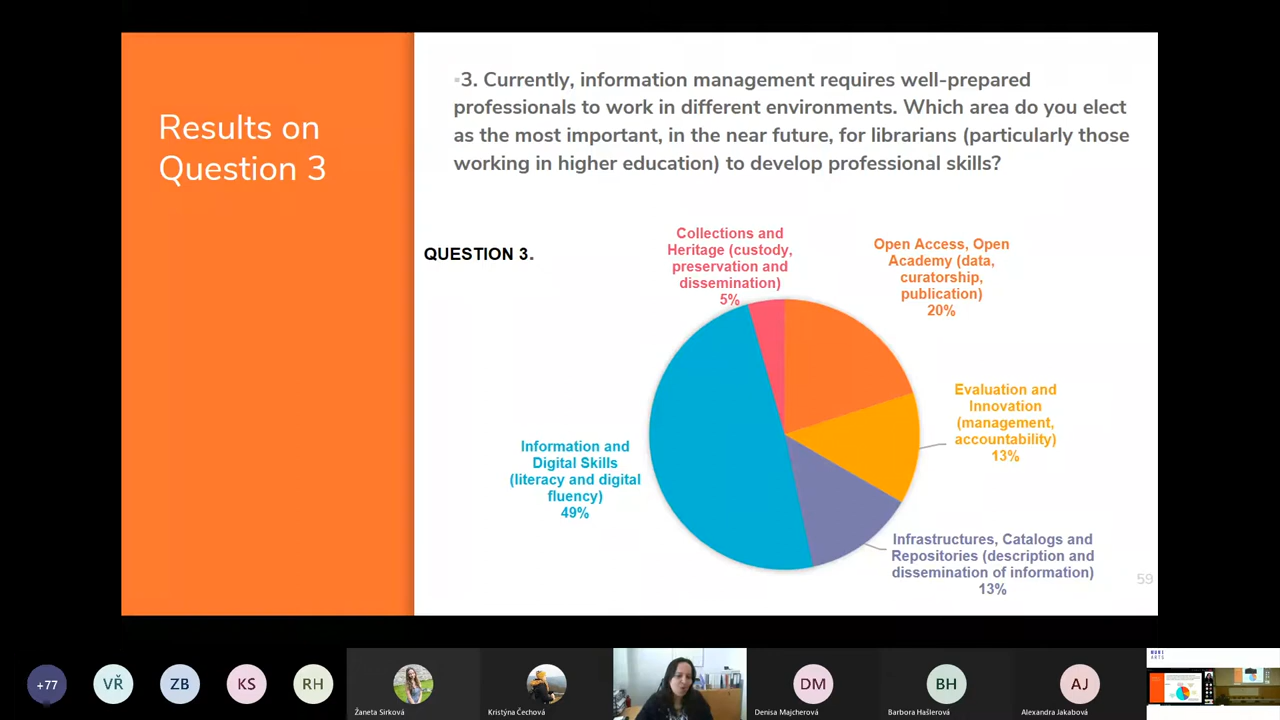 Results on
Question 3
3. Currently, information management requires well-prepared
professionals to work in different environments. Which area do you elect
as the most important, in the near future, for librarians (particularly those
working in higher education) to develop professional skills?
QUESTION 3.
Collections and
Heritage (custody,
preservation and
dissemination)
5%
Open Access, Open
Academy (data,
curatorship,
publication)
20%
Evaluation and
Innovation
(management,
accountability)
13%
Information and
Digital Skills
(literacy and digital
fluency)
49%
Infrastructures, Catalogs and
Repositories (description and
dissemination of information)
13%
59
+77
VŘ
ZB
KS
RH
Žaneta Sirková
Kristýna Čechová
DM
Denisa Majcherová
BH
Barbora Hašlerová
AJ
Alexandra Jakabová
MUNI
ARTS